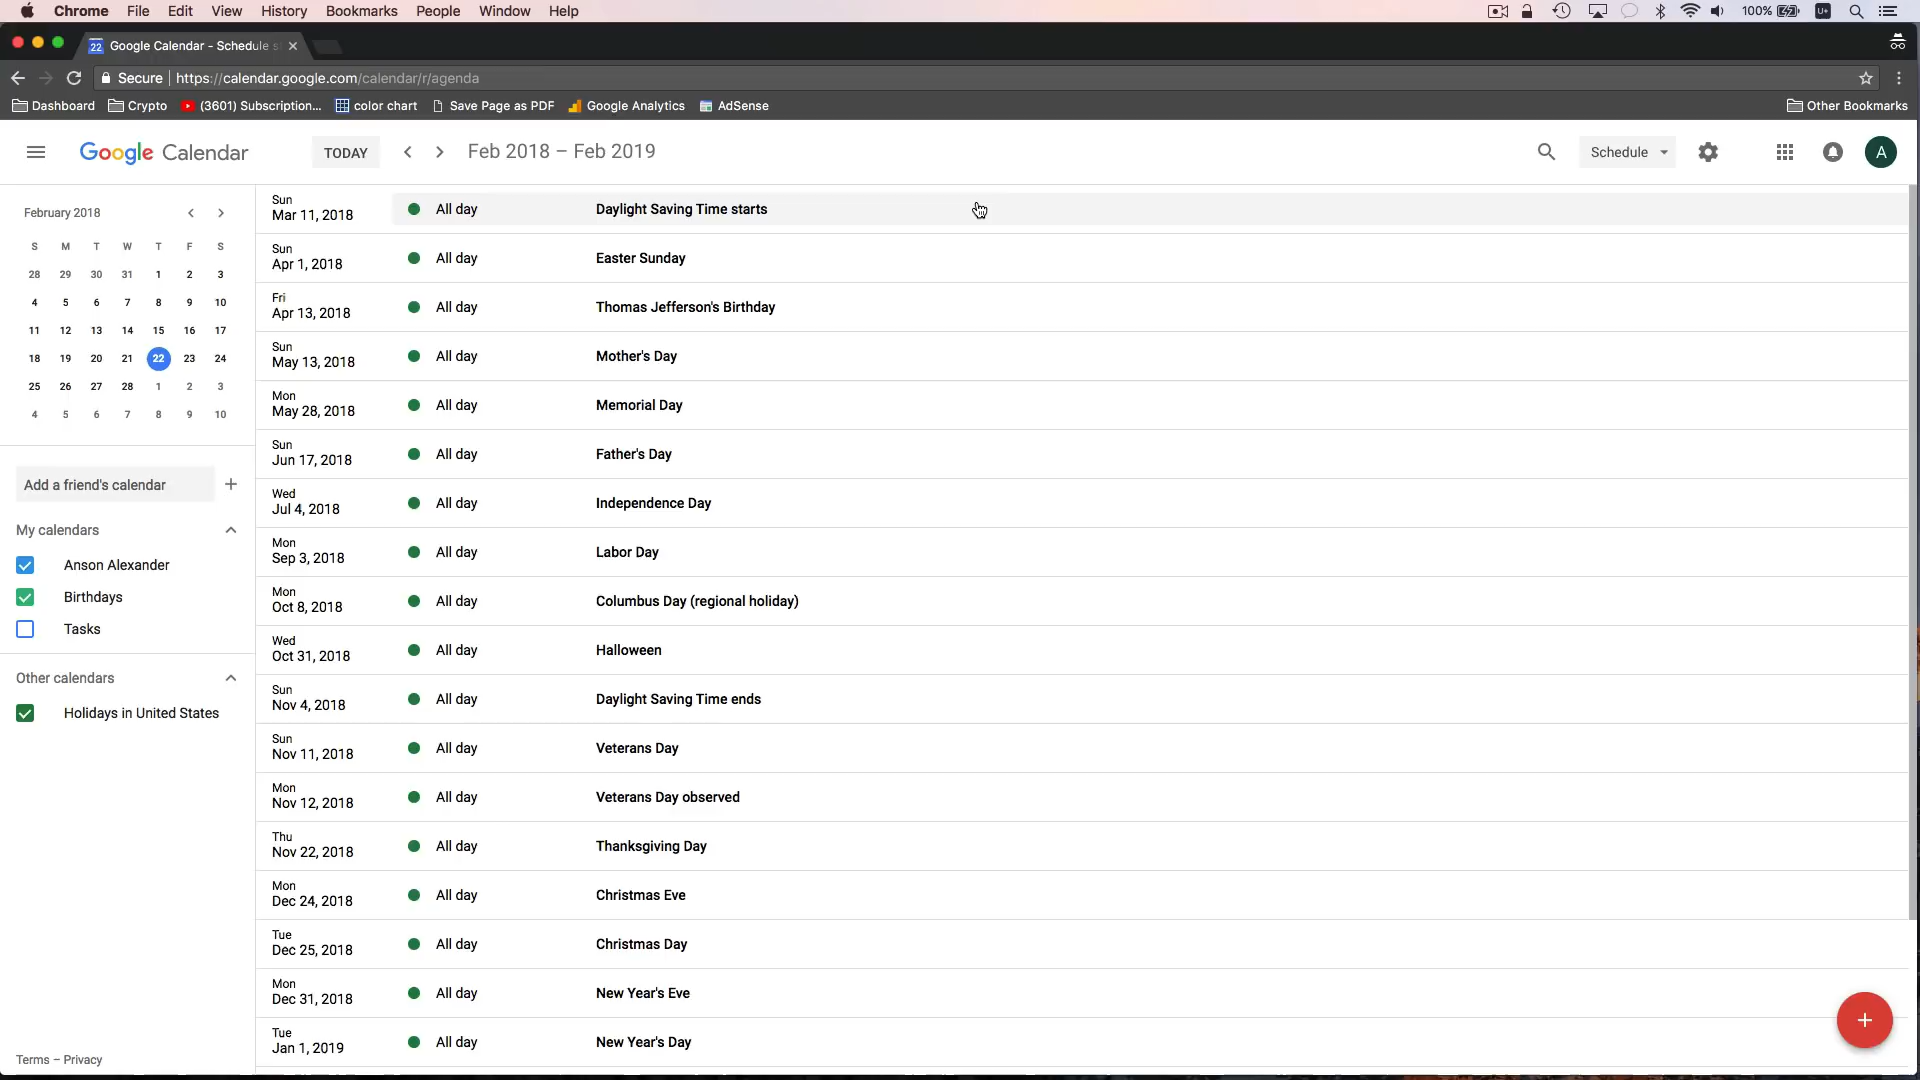 Chrome File Edit View History Bookmarks People Window Help 100%
22 Google Calendar - Schedule s
Secure https://calendar.google.com/calendar/r/agenda
Dashboard Crypto (3601) Subscription... color chart Save Page as PDF Google Analytics AdSense Other Bookmarks
Google Calendar TODAY Feb 2018 – Feb 2019 Schedule A
February 2018
S M T W T F S
28 29 30 31 1 2 3
4 5 6 7 8 9 10
11 12 13 14 15 16 17
18 19 20 21 22 23 24
25 26 27 28 1 2 3
4 5 6 7 8 9 10
Add a friend's calendar +
My calendars
Anson Alexander
Birthdays
Tasks
Other calendars
Holidays in United States
Terms – Privacy
Sun
Mar 11, 2018 All day Daylight Saving Time starts
Sun
Apr 1, 2018 All day Easter Sunday
Fri
Apr 13, 2018 All day Thomas Jefferson's Birthday
Sun
May 13, 2018 All day Mother's Day
Mon
May 28, 2018 All day Memorial Day
Sun
Jun 17, 2018 All day Father's Day
Wed
Jul 4, 2018 All day Independence Day
Mon
Sep 3, 2018 All day Labor Day
Mon
Oct 8, 2018 All day Columbus Day (regional holiday)
Wed
Oct 31, 2018 All day Halloween
Sun
Nov 4, 2018 All day Daylight Saving Time ends
Sun
Nov 11, 2018 All day Veterans Day
Mon
Nov 12, 2018 All day Veterans Day observed
Thu
Nov 22, 2018 All day Thanksgiving Day
Mon
Dec 24, 2018 All day Christmas Eve
Tue
Dec 25, 2018 All day Christmas Day
Mon
Dec 31, 2018 All day New Year's Eve
Tue
Jan 1, 2019 All day New Year's Day
+